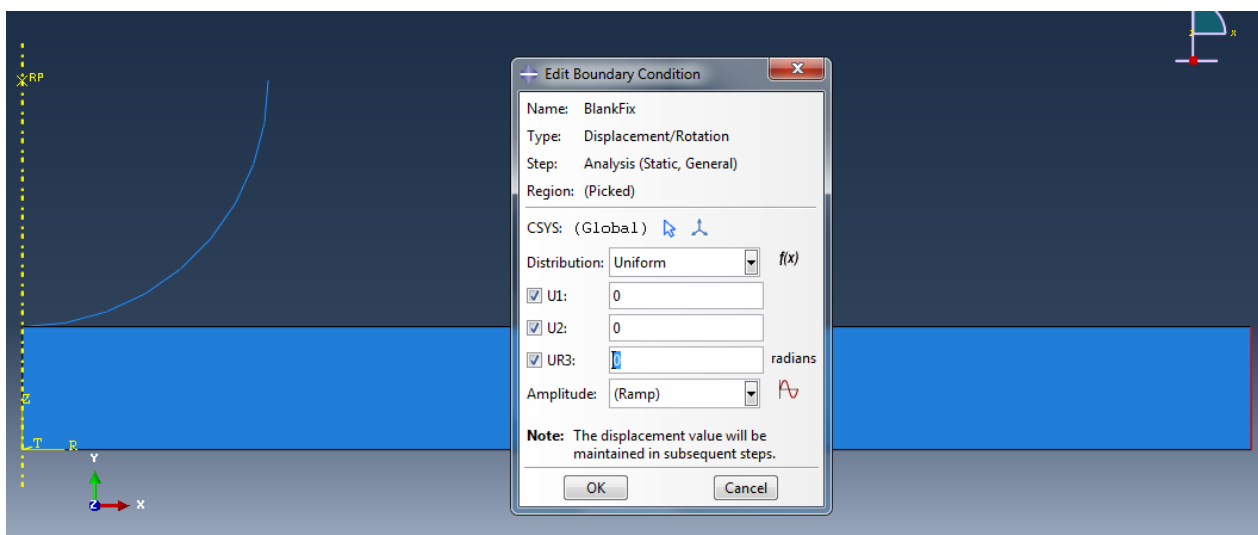 RP
x
Edit Boundary Condition
Name: BlankFix
Type: Displacement/Rotation
Step: Analysis (Static, General)
Region: (Picked)
CSYS: (Global)
Distribution: Uniform f(x)
U1: 0
U2: 0
UR3: 0 radians
Amplitude: (Ramp)
Note: The displacement value will be
maintained in subsequent steps.
OK Cancel
Z
T R
Y
Z X